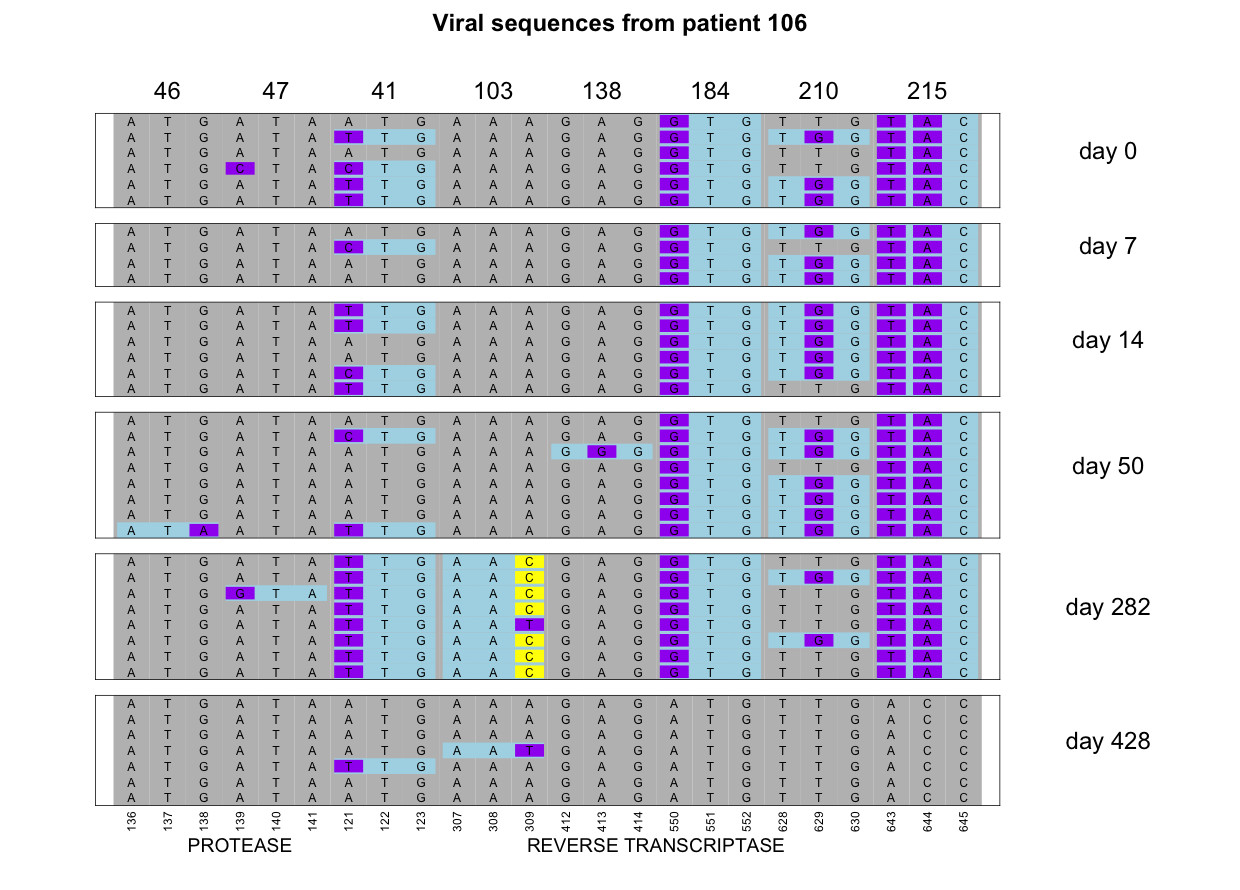 Viral sequences from patient 106
46 47 41 103 138 184 210 215
A T G A T A A T G A A A G A G G T G T T G T A C
A T G A T A T T G A A A G A G G T G T G G T A C
A T G A T A A T G A A A G A G G T G T T G T A C day 0
A T G C T A C T G A A A G A G G T G T T G T A C
A T G A T A T T G A A A G A G G T G T G G T A C
A T G A T A T T G A A A G A G G T G T G G T A C
A T G A T A A T G A A A G A G G T G T G G T A C
A T G A T A C T G A A A G A G G T G T T G T A C day 7
A T G A T A A T G A A A G A G G T G T G G T A C
A T G A T A A T G A A A G A G G T G T G G T A C
A T G A T A T T G A A A G A G G T G T G G T A C
A T G A T A T T G A A A G A G G T G T G G T A C
A T G A T A A T G A A A G A G G T G T G G T A C day 14
A T G A T A A T G A A A G A G G T G T G G T A C
A T G A T A C T G A A A G A G G T G T G G T A C
A T G A T A T T G A A A G A G G T G T T G T A C
A T G A T A A T G A A A G A G G T G T T G T A C
A T G A T A C T G A A A G A G G T G T G G T A C
A T G A T A A T G A A A G G G G T G T G G T A C
A T G A T A A T G A A A G A G G T G T T G T A C day 50
A T G A T A A T G A A A G A G G T G T G G T A C
A T G A T A A T G A A A G A G G T G T G G T A C
A T G A T A A T G A A A G A G G T G T G G T A C
A T A A T A T T G A A A G A G G T G T G G T A C
A T G A T A T T G A A C G A G G T G T T G T A C
A T G A T A T T G A A C G A G G T G T G G T A C
A T G G T A T T G A A C G A G G T G T T G T A C
A T G A T A T T G A A C G A G G T G T T G T A C day 282
A T G A T A T T G A A T G A G G T G T T G T A C
A T G A T A T T G A A C G A G G T G T G G T A C
A T G A T A T T G A A C G A G G T G T T G T A C
A T G A T A T T G A A C G A G G T G T T G T A C
A T G A T A A T G A A A G A G A T G T T G A C C
A T G A T A A T G A A A G A G A T G T T G A C C
A T G A T A A T G A A A G A G A T G T T G A C C day 428
A T G A T A A T G A A T G A G A T G T T G A C C
A T G A T A T T G A A A G A G A T G T T G A C C
A T G A T A A T G A A A G A G A T G T T G A C C
A T G A T A A T G A A A G A G A T G T T G A C C
136 137 138 139 140 141 121 122 123 307 308 309 412 413 414 550 551 552 628 629 630 643 644 645
PROTEASE REVERSE TRANSCRIPTASE